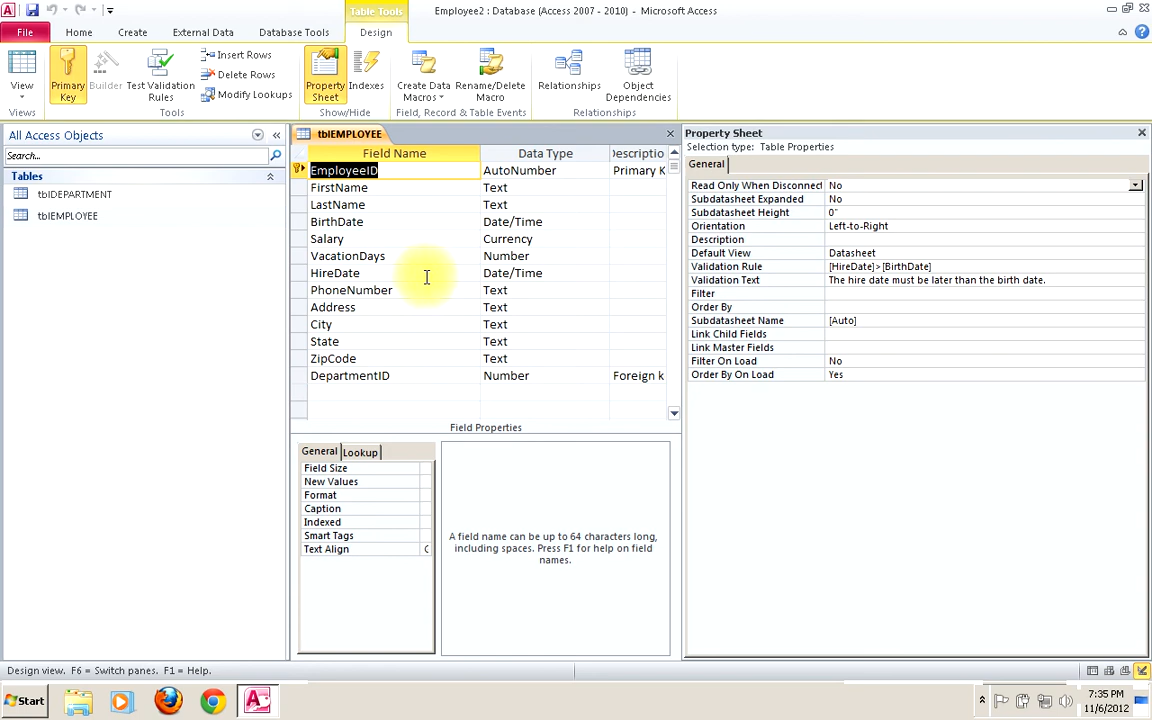 Table Tools
Employee2 : Database (Access 2007 - 2010) - Microsoft Access
File Home Create External Data Database Tools Design
View
Primary Key
Builder
Test Validation Rules
Insert Rows
Delete Rows
Modify Lookups
Property Sheet
Indexes
Create Data Macros
Rename/Delete Macro
Relationships
Object Dependencies
Views Tools Show/Hide Field, Record & Table Events Relationships
All Access Objects
Search...
Tables
tblDEPARTMENT
tblEMPLOYEE
tblEMPLOYEE
Field Name Data Type Descriptio
EmployeeID AutoNumber Primary K
FirstName Text
LastName Text
BirthDate Date/Time
Salary Currency
VacationDays Number
HireDate Date/Time
PhoneNumber Text
Address Text
City Text
State Text
ZipCode Text
DepartmentID Number Foreign k
Field Properties
General Lookup
Field Size
New Values
Format
Caption
Indexed
Smart Tags
Text Align
A field name can be up to 64 characters long,
including spaces. Press F1 for help on field
names.
Property Sheet
Selection type: Table Properties
General
Read Only When Disconnect No
Subdatasheet Expanded No
Subdatasheet Height 0"
Orientation Left-to-Right
Description
Default View Datasheet
Validation Rule [HireDate]>[BirthDate]
Validation Text The hire date must be later than the birth date.
Filter
Order By
Subdatasheet Name [Auto]
Link Child Fields
Link Master Fields
Filter On Load No
Order By On Load Yes
Design view. F6 = Switch panes. F1 = Help.
Start
7:35 PM
11/6/2012